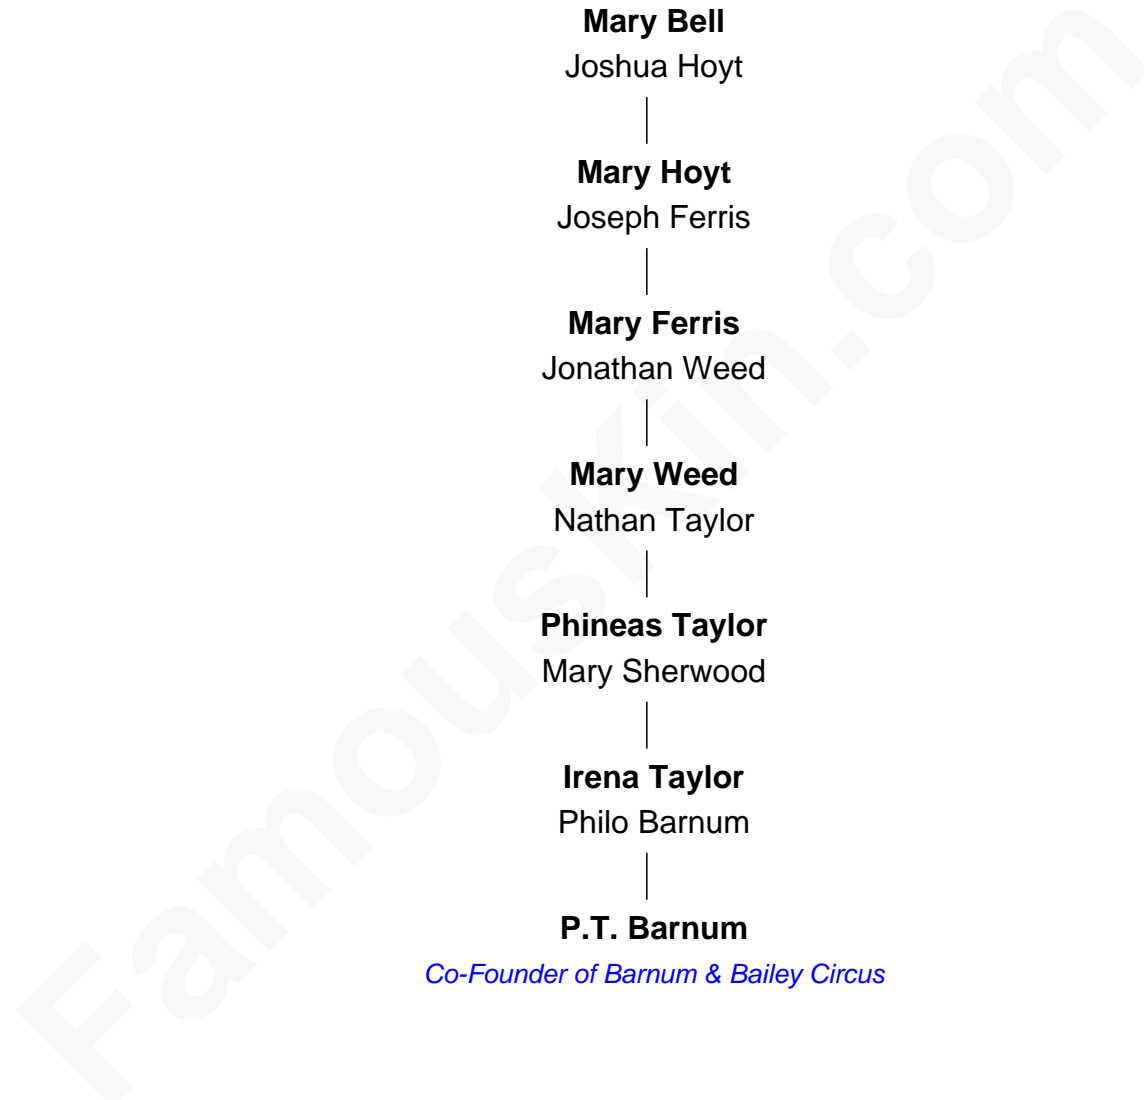 Mary Bell
Joshua Hoyt
Mary Hoyt
Joseph Ferris
Mary Ferris
Jonathan Weed
Mary Weed
Nathan Taylor
Phineas Taylor
Mary Sherwood
Irena Taylor
Philo Barnum
P.T. Barnum
Co-Founder of Barnum & Bailey Circus
FamousKin.com